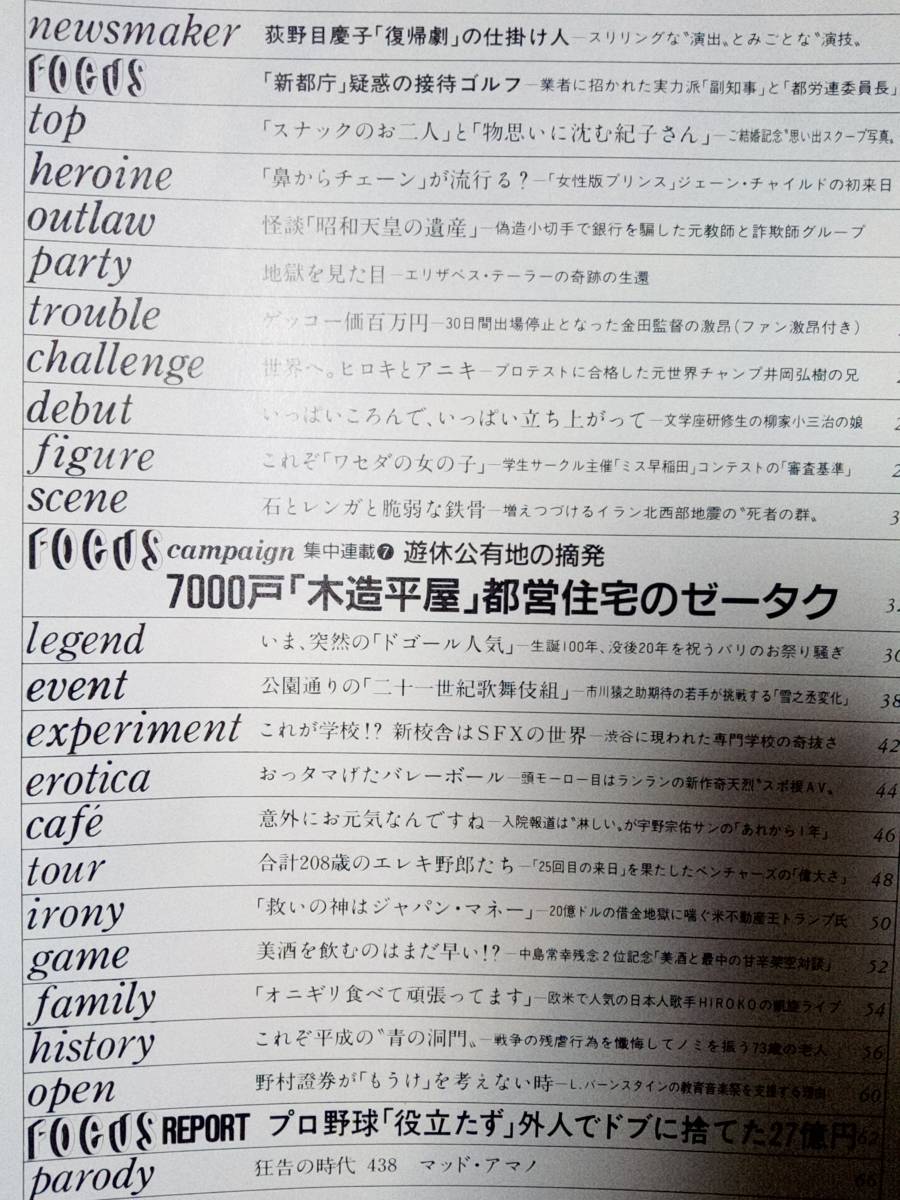 newsmaker 荻野目慶子「復帰劇」の仕掛け人―スリリングな〝演出〟とみごとな〝演技〟
FOCUS 「新都庁」疑惑の接待ゴルフ―業者に招かれた実力派「副知事」と「都労連委員長」
top 「スナックのお二人」と「物思いに沈む紀子さん」―ご結婚記念〝思い出スクープ写真〟
heroine 「鼻からチェーン」が流行る?―「女性版プリンス」ジェーン・チャイルドの初来日
outlaw 怪談「昭和天皇の遺産」―偽造小切手で銀行を騙した元教師と詐欺師グループ
party 地獄を見た目―エリザベス・テーラーの奇跡の生還
trouble ゲッコー価百万円―30日間出場停止となった金田監督の激昂(ファン激昂付き)
challenge 世界へ。ヒロキとアニキ―プロテストに合格した元世界チャンプ井岡弘樹の兄
debut いっぱいころんで、いっぱい立ち上がって―文学座研修生の柳家小三治の娘
figure これぞ「ワセダの女の子」―学生サークル主催「ミス早稲田」コンテストの「審査基準」
scene 石とレンガと脆弱な鉄骨―増えつづけるイラン北西部地震の〝死者の群〟
FOCUS campaign 集中連載❼ 遊休公有地の摘発
7000戸「木造平屋」都営住宅のゼータク
legend いま、突然の「ドゴール人気」―生誕100年、没後20年を祝うパリのお祭り騒ぎ
event 公園通りの「二十一世紀歌舞伎組」―市川猿之助期待の若手が挑戦する「雪之丞変化」 38
experiment これが学校!? 新校舎はSFXの世界―渋谷に現われた専門学校の奇抜さ 42
erotica おっタマげたバレーボール―頭モーロー目はランランの新作奇天烈〝スポ根AV〟 44
café 意外にお元気なんですね―入院報道は〝淋しい〟が宇野宗佑サンの「あれから1年」 46
tour 合計208歳のエレキ野郎たち―「25回目の来日」を果たしたベンチャーズの「偉大さ」 48
irony 「救いの神はジャパン・マネー」―20億ドルの借金地獄に喘ぐ米不動産王トランプ氏 50
game 美酒を飲むのはまだ早い!?―中島常幸残念2位記念「美酒と最中の甘辛架空対談」 52
family 「オニギリ食べて頑張ってます」―欧米で人気の日本人歌手HIROKOの凱旋ライブ 54
history これぞ平成の〝青の洞門〟―戦争の残虐行為を懺悔してノミを振う73歳の老人 56
open 野村證券が「もうけ」を考えない時―L.バーンスタインの教育音楽祭を支援する理由 60
FOCUS REPORT プロ野球「役立たず」外人でドブに捨てた27億円 62
parody 狂告の時代 438 マッド・アマノ 66